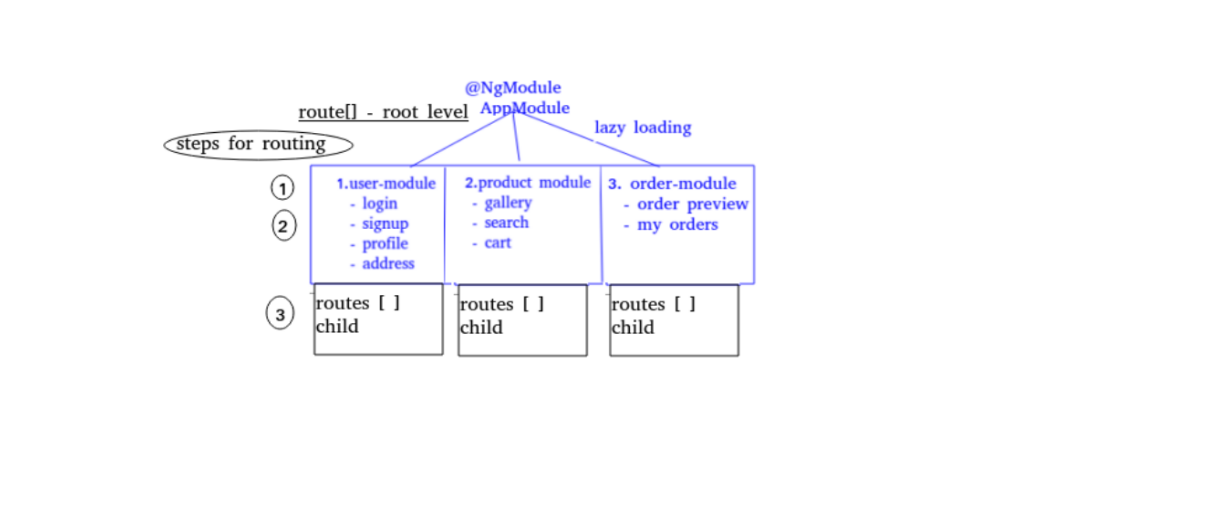 @NgModule
AppModule
route[] - root level
lazy loading
steps for routing
1
2
3
1.user-module
- login
- signup
- profile
- address
2.product module
- gallery
- search
- cart
3. order-module
- order preview
- my orders
routes [ ]
child
routes [ ]
child
routes [ ]
child